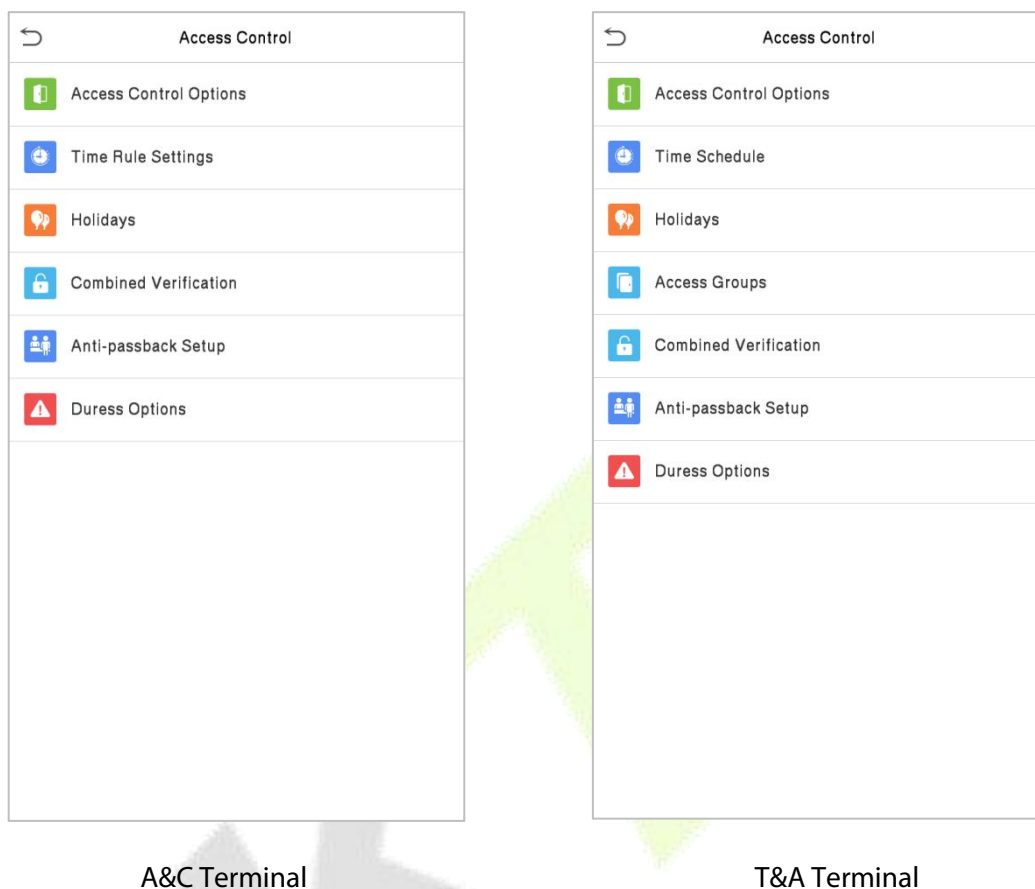 Access Control
Access Control Options
Time Rule Settings
Holidays
Combined Verification
Anti-passback Setup
Duress Options
A&C Terminal
Access Control
Access Control Options
Time Schedule
Holidays
Access Groups
Combined Verification
Anti-passback Setup
Duress Options
T&A Terminal